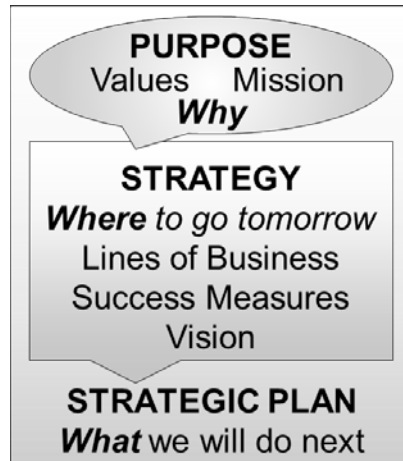 PURPOSE
Values Mission
Why
STRATEGY
Where to go tomorrow
Lines of Business
Success Measures
Vision
STRATEGIC PLAN
What we will do next